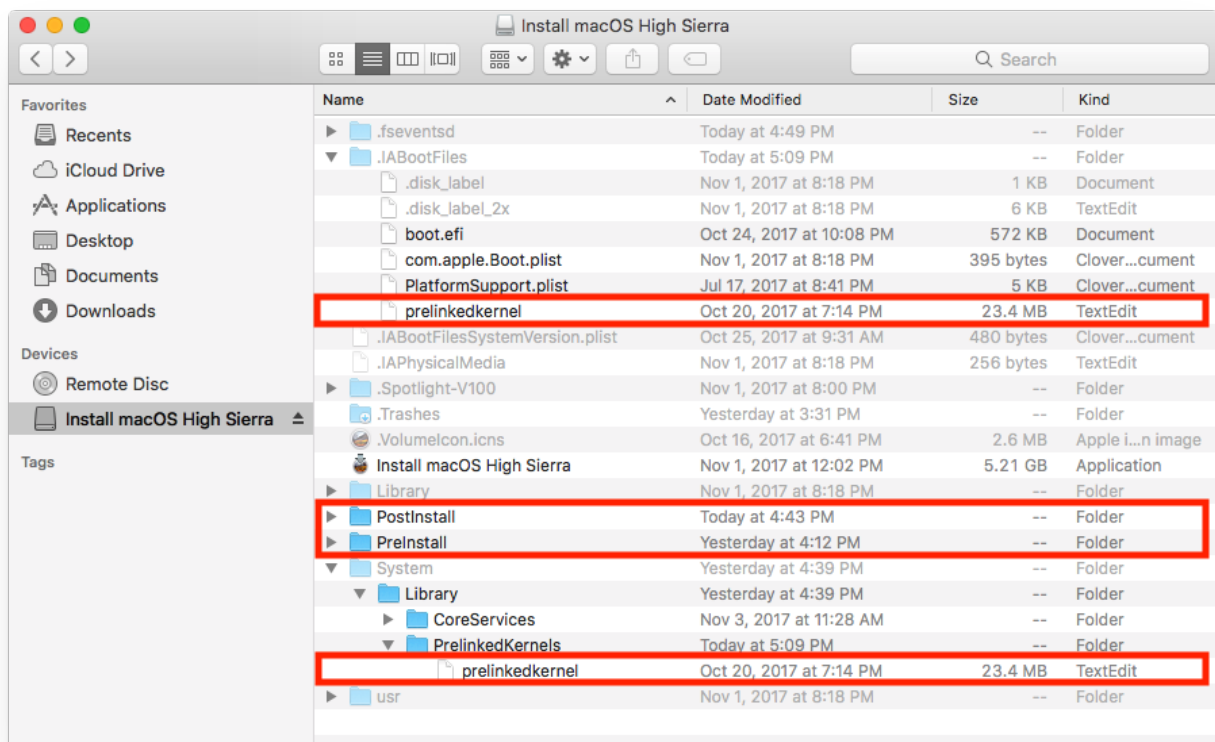 Install macOS High Sierra
Search
Favorites
Recents
iCloud Drive
Applications
Desktop
Documents
Downloads
Devices
Remote Disc
Install macOS High Sierra
Tags
Name Date Modified Size Kind
.fseventsd Today at 4:49 PM -- Folder
.IABootFiles Today at 5:09 PM -- Folder
.disk_label Nov 1, 2017 at 8:18 PM 1 KB Document
.disk_label_2x Nov 1, 2017 at 8:18 PM 6 KB TextEdit
boot.efi Oct 24, 2017 at 10:08 PM 572 KB Document
com.apple.Boot.plist Nov 1, 2017 at 8:18 PM 395 bytes Clover...cument
PlatformSupport.plist Jul 17, 2017 at 8:41 PM 5 KB Clover...cument
prelinkedkernel Oct 20, 2017 at 7:14 PM 23.4 MB TextEdit
.IABootFilesSystemVersion.plist Oct 25, 2017 at 9:31 AM 480 bytes Clover...cument
.IAPhysicalMedia Nov 1, 2017 at 8:18 PM 256 bytes TextEdit
.Spotlight-V100 Nov 1, 2017 at 8:00 PM -- Folder
.Trashes Yesterday at 3:31 PM -- Folder
.VolumeIcon.icns Oct 16, 2017 at 6:41 PM 2.6 MB Apple i...n image
Install macOS High Sierra Nov 1, 2017 at 12:02 PM 5.21 GB Application
Library Nov 1, 2017 at 8:18 PM -- Folder
PostInstall Today at 4:43 PM -- Folder
PreInstall Yesterday at 4:12 PM -- Folder
System Yesterday at 4:39 PM -- Folder
Library Yesterday at 4:39 PM -- Folder
CoreServices Nov 3, 2017 at 11:28 AM -- Folder
PrelinkedKernels Today at 5:09 PM -- Folder
prelinkedkernel Oct 20, 2017 at 7:14 PM 23.4 MB TextEdit
usr Nov 1, 2017 at 8:18 PM -- Folder